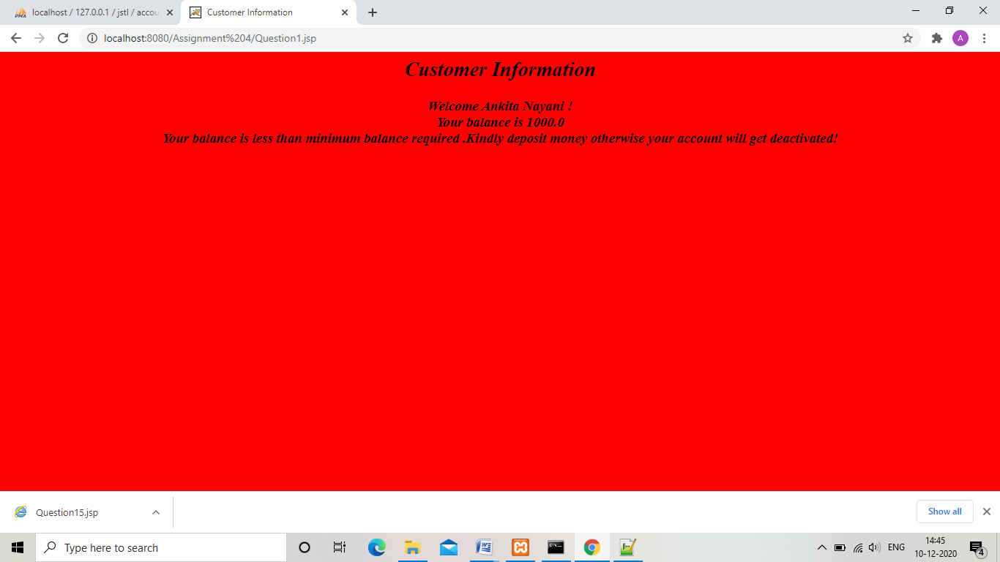 localhost / 127.0.0.1 / jstl / accou
Customer Information
localhost:8080/Assignment%204/Question1.jsp
A
Customer Information
Welcome Ankita Nayani !
Your balance is 1000.0
Your balance is less than minimum balance required .Kindly deposit money otherwise your account will get deactivated!
Question15.jsp
Show all
Type here to search
ENG
14:45
10-12-2020
4